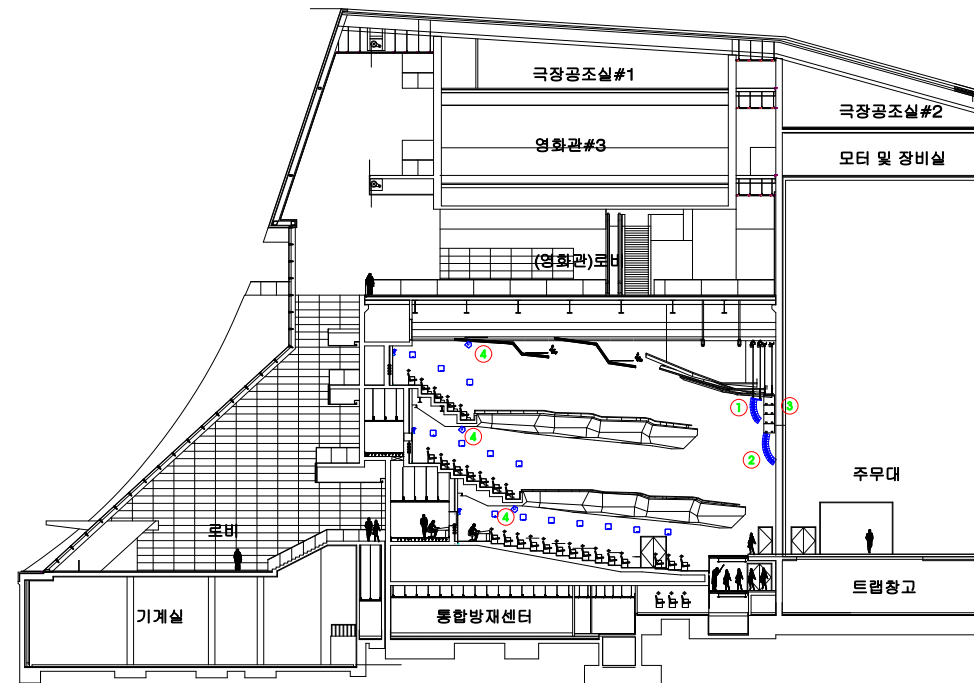 극장공조실#1
극장공조실#2
영화관#3
모터 및 장비실
(영화관)로비
4
1
3
4
2
주무대
4
로비
트랩창고
기계실
통합방재센터